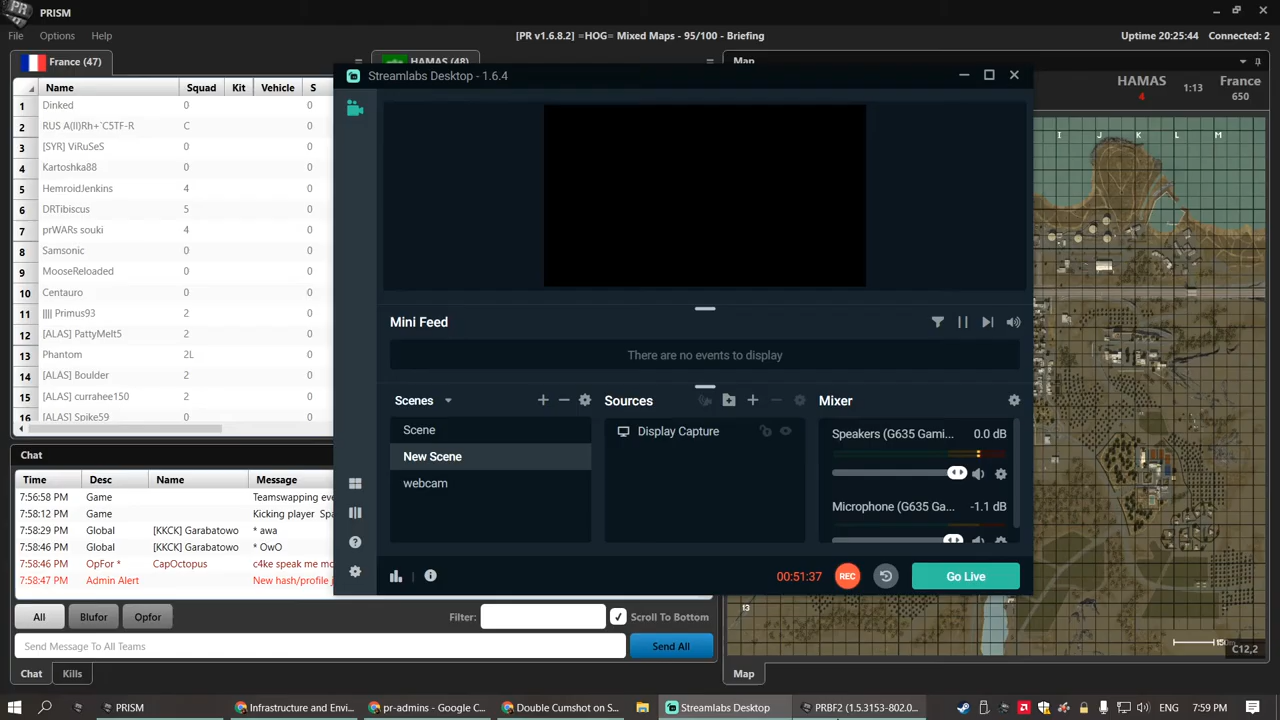 PRISM
File Options Help
[PR v1.6.8.2] =HOG= Mixed Maps - 95/100 - Briefing
Uptime 20:25:44 Connected: 2
France (47)
HAMAS (48)
Map
Name Squad Kit Vehicle S
1 Dinked 0 0
2 RUS A(ll)Rh+`C5TF-R C 0
3 [SYR] ViRuSeS 0 0
4 Kartoshka88 0 0
5 HemroidJenkins 4 0
6 DRTibiscus 5 0
7 prWARs souki 4 0
8 Samsonic 0 0
9 MooseReloaded 0 0
10 Centauro 0 0
11 |||| Primus93 2 0
12 [ALAS] PattyMelt5 2 0
13 Phantom 2L 0
14 [ALAS] Boulder 2 0
15 [ALAS] currahee150 2 0
16 [ALAS] Spike59 2 0
HAMAS 4 1:13 France 650
I J K L M
13
C12,2
Map
Streamlabs Desktop - 1.6.4
Mini Feed
There are no events to display
Scenes
Scene
New Scene
webcam
Sources
Display Capture
Mixer
Speakers (G635 Gami... 0.0 dB
Microphone (G635 Ga... -1.1 dB
00:51:37 REC
Go Live
Chat
Time Desc Name Message
7:56:58 PM Game Teamswapping eve
7:58:12 PM Game Kicking player Spa
7:58:29 PM Global [KKCK] Garabatowo * awa
7:58:46 PM Global [KKCK] Garabatowo * OwO
7:58:46 PM OpFor * CapOctopus c4ke speak me mo
7:58:47 PM Admin Alert New hash/profile j
All Blufor Opfor Filter: Scroll To Bottom
Send Message To All Teams Send All
Chat Kills
PRISM
Infrastructure and Envi...
pr-admins - Google C...
Double Cumshot on S...
Streamlabs Desktop
PRBF2 (1.5.3153-802.0...
ENG 7:59 PM